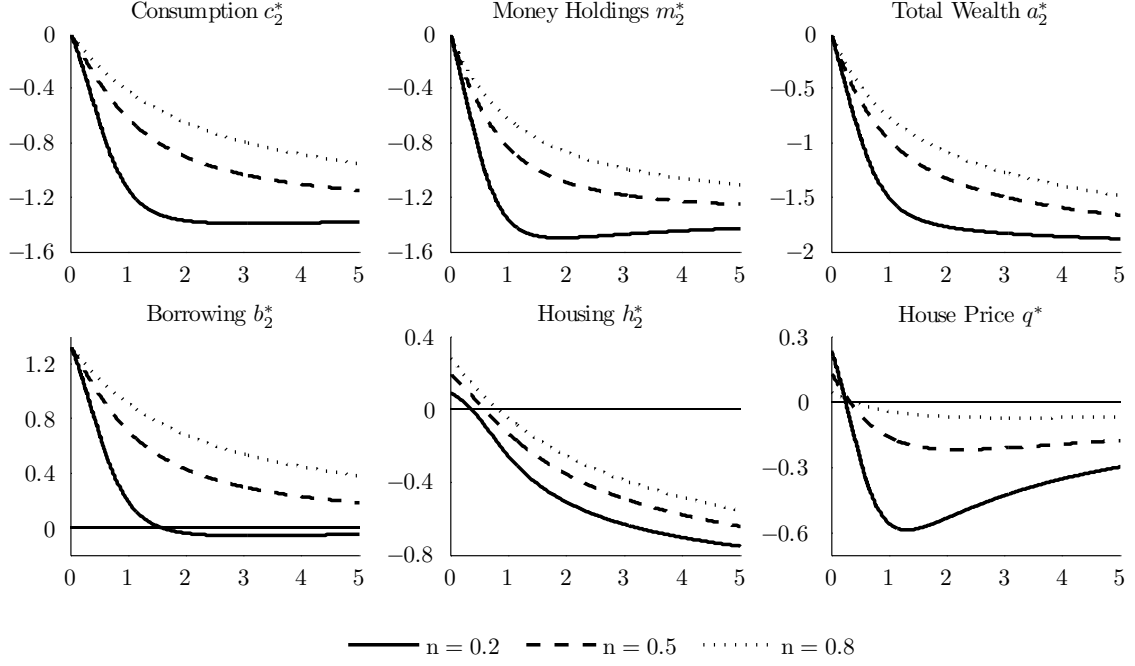 Consumption c₂* Money Holdings m₂* Total Wealth a₂*
0 −0.4 −0.8 −1.2 −1.6
0 1 2 3 4 5
0 −0.4 −0.8 −1.2 −1.6
0 1 2 3 4 5
0 −0.5 −1 −1.5 −2
0 1 2 3 4 5
Borrowing b₂* Housing h₂* House Price q*
1.2 0.8 0.4 0
0 1 2 3 4 5
0.4 0 −0.4 −0.8
0 1 2 3 4 5
0.3 0 −0.3 −0.6
0 1 2 3 4 5
n = 0.2 n = 0.5 n = 0.8